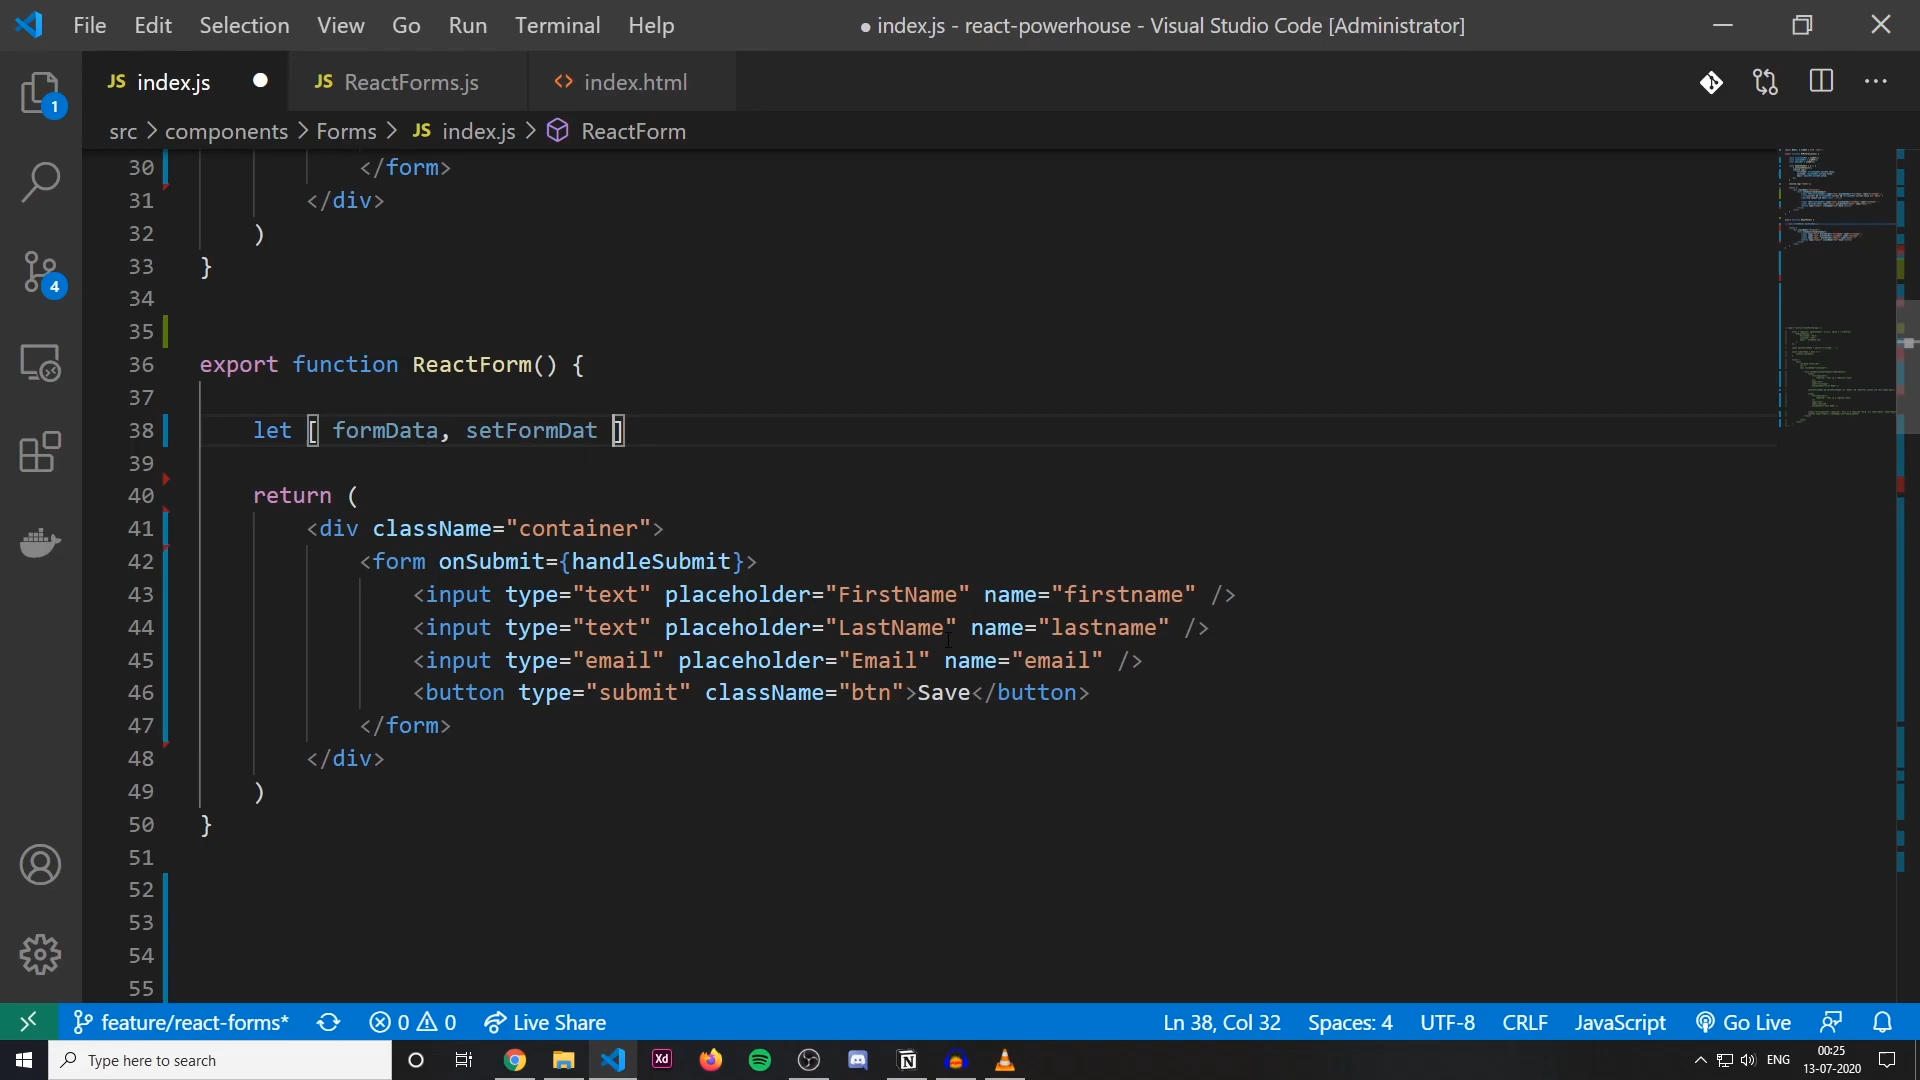 File Edit Selection View Go Run Terminal Help ● index.js - react-powerhouse - Visual Studio Code [Administrator]
JS index.js JS ReactForms.js <> index.html
src > components > Forms > JS index.js > ReactForm
1
4
30 </form>
31 </div>
32 )
33 }
34
35
36 export function ReactForm() {
37
38 let [ formData, setFormDat ]
39
40 return (
41 <div className="container">
42 <form onSubmit={handleSubmit}>
43 <input type="text" placeholder="FirstName" name="firstname" />
44 <input type="text" placeholder="LastName" name="lastname" />
45 <input type="email" placeholder="Email" name="email" />
46 <button type="submit" className="btn">Save</button>
47 </form>
48 </div>
49 )
50 }
51
52
53
54
55
feature/react-forms* 0 0 Live Share Ln 38, Col 32 Spaces: 4 UTF-8 CRLF JavaScript Go Live
Type here to search Xd N ENG 00:25
13-07-2020